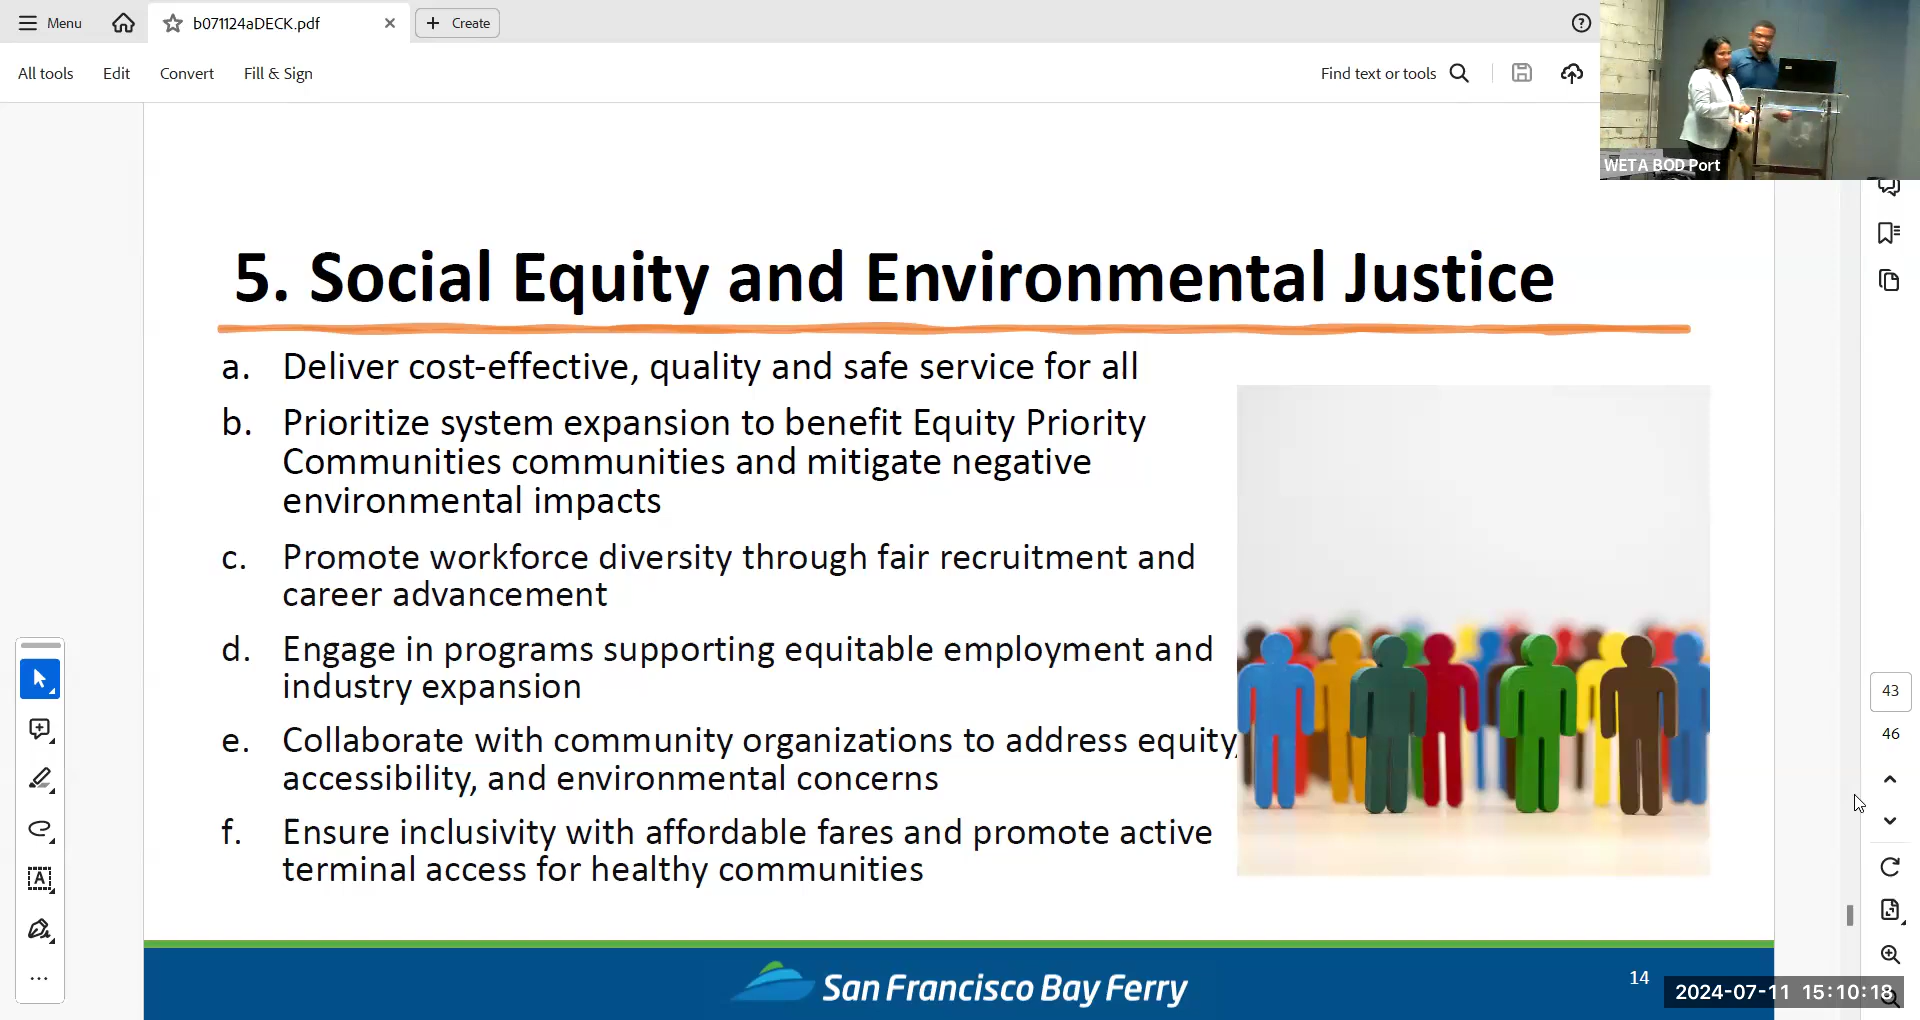 Menu
b071124aDECK.pdf
Create
All tools
Edit
Convert
Fill & Sign
Find text or tools
WETA BOD Port
5. Social Equity and Environmental Justice
a. Deliver cost-effective, quality and safe service for all
b. Prioritize system expansion to benefit Equity Priority
Communities communities and mitigate negative
environmental impacts
c. Promote workforce diversity through fair recruitment and
career advancement
d. Engage in programs supporting equitable employment and
industry expansion
e. Collaborate with community organizations to address equity,
accessibility, and environmental concerns
f. Ensure inclusivity with affordable fares and promote active
terminal access for healthy communities
43
46
San Francisco Bay Ferry
14
2024-07-11 15:10:18